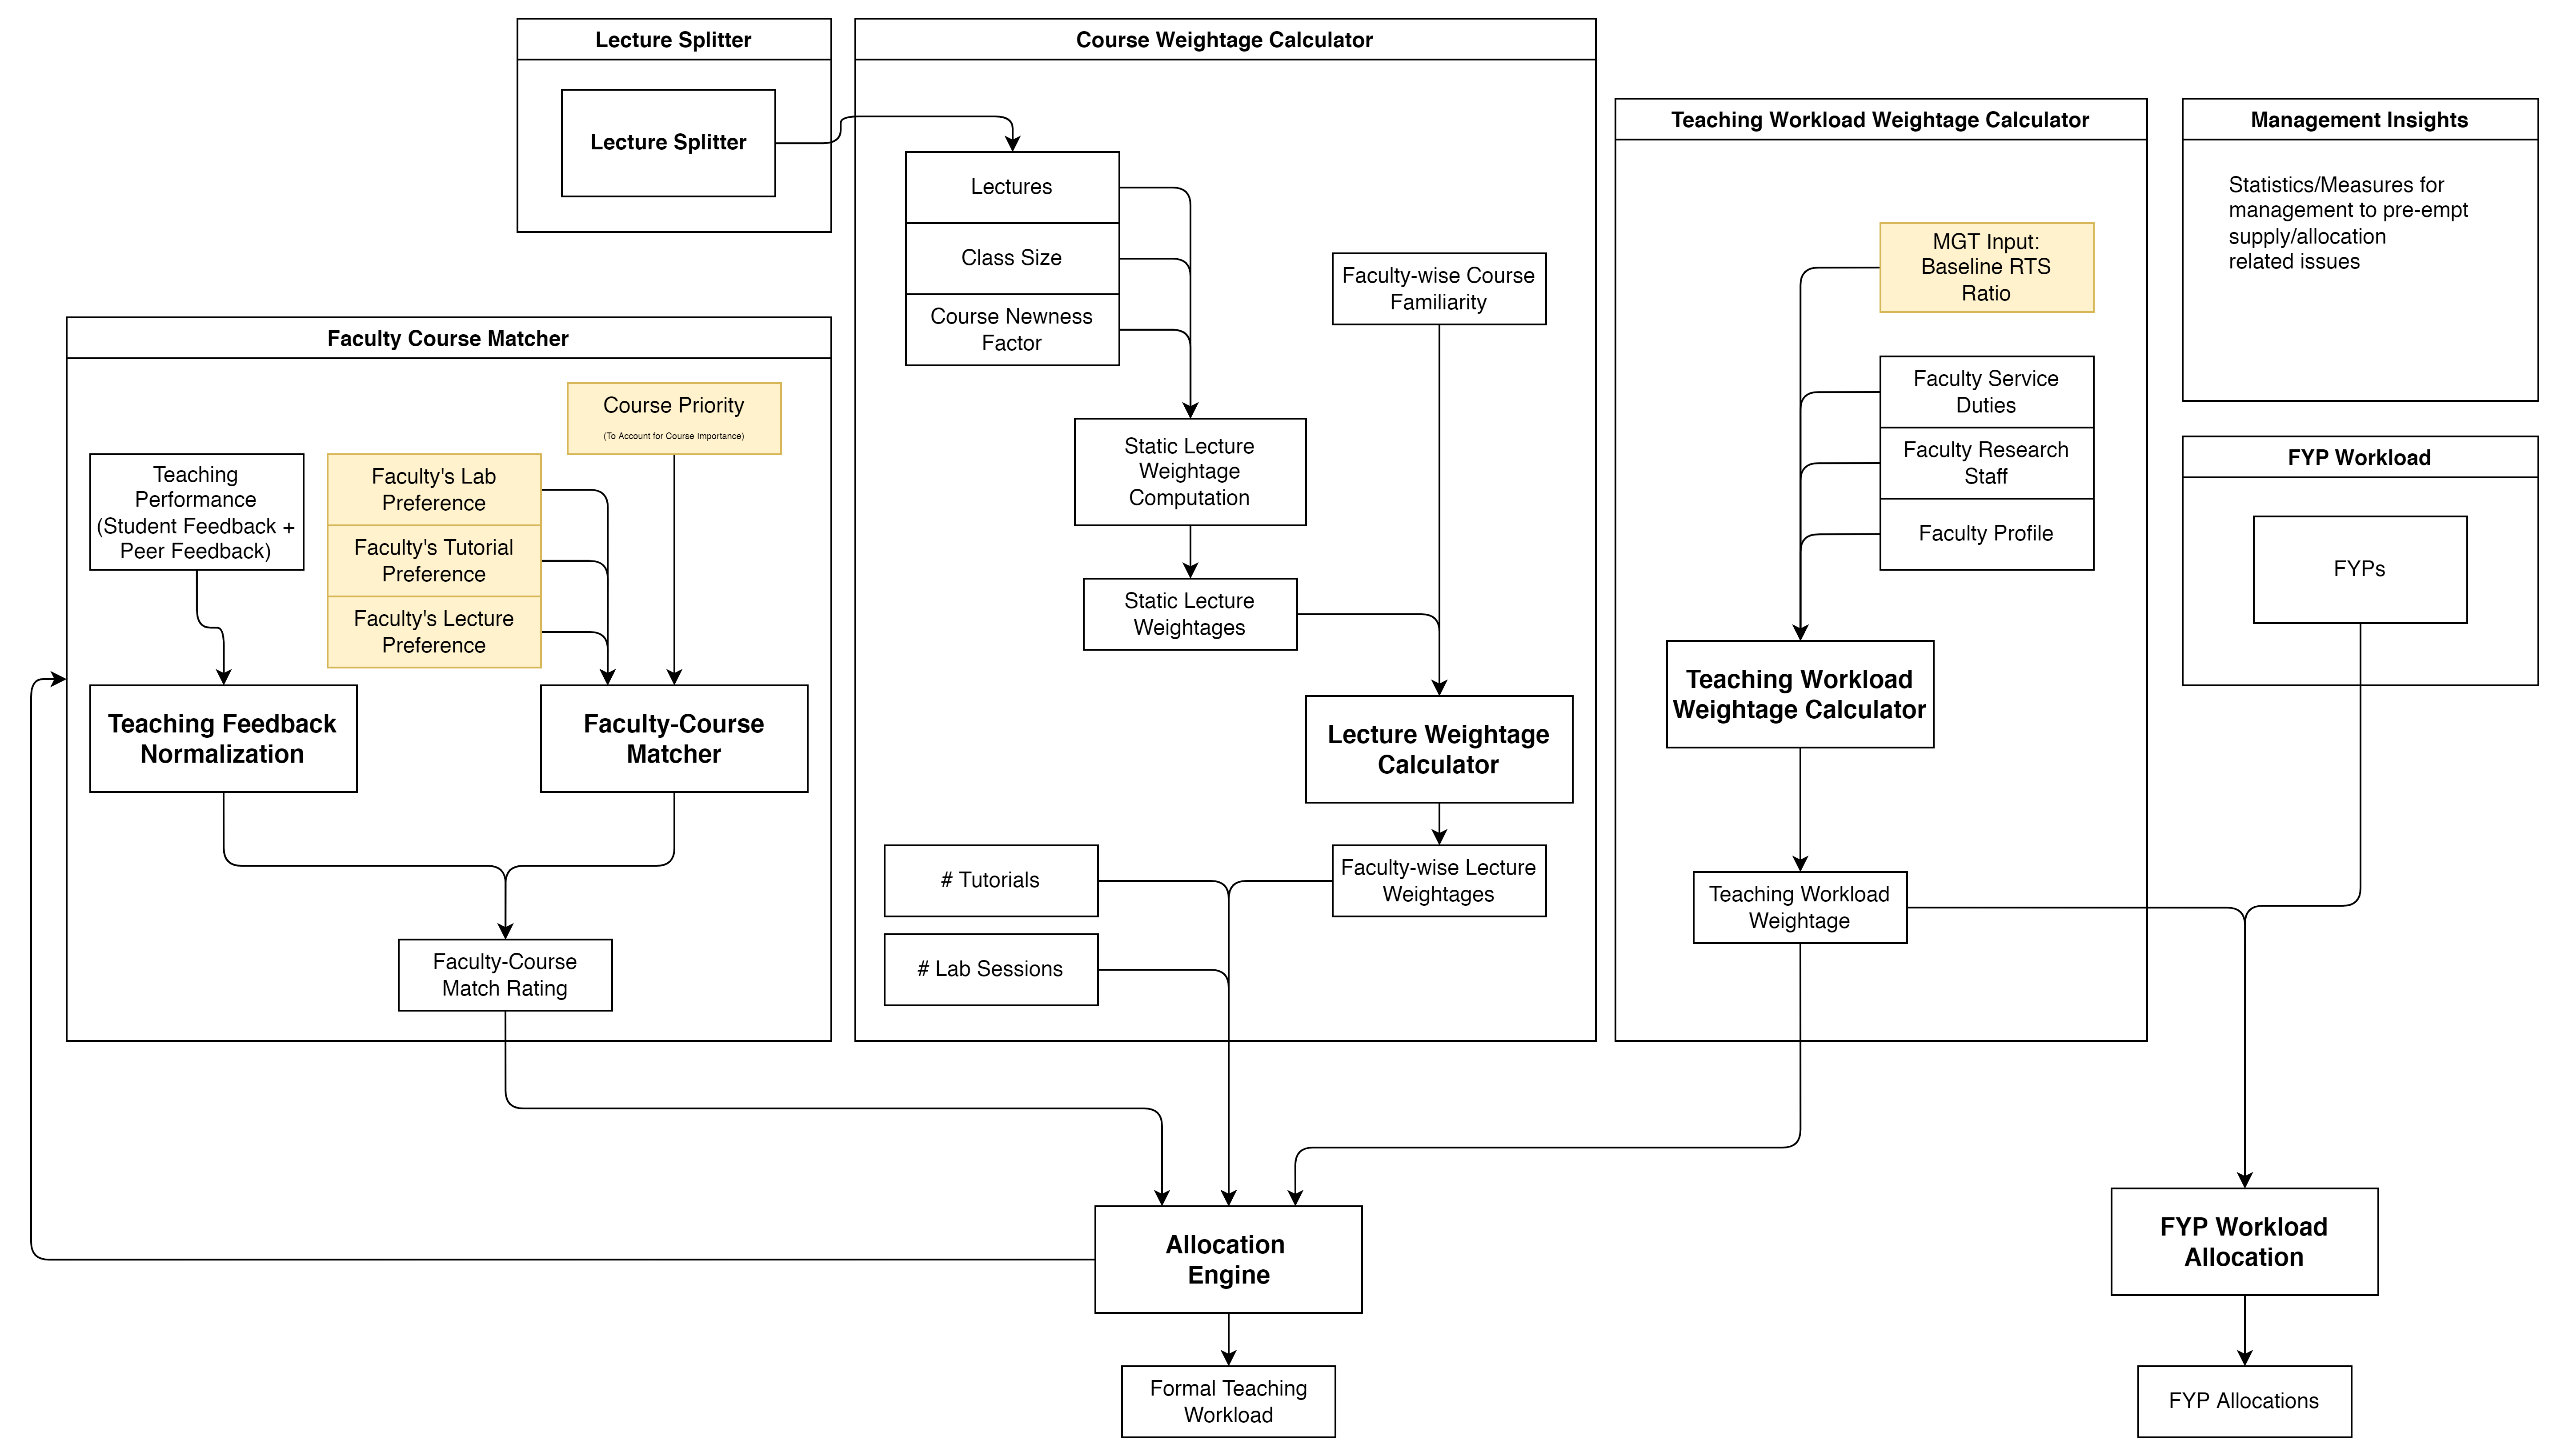 Lecture Splitter
Lecture Splitter
Course Weightage Calculator
Lectures
Class Size
Course Newness
Factor
Faculty-wise Course
Familiarity
Static Lecture
Weightage
Computation
Static Lecture
Weightages
Lecture Weightage
Calculator
Faculty-wise Lecture
Weightages
# Tutorials
# Lab Sessions
Teaching Workload Weightage Calculator
MGT Input:
Baseline RTS
Ratio
Faculty Service
Duties
Faculty Research
Staff
Faculty Profile
Teaching Workload
Weightage Calculator
Teaching Workload
Weightage
Management Insights
Statistics/Measures for
management to pre-empt
supply/allocation
related issues
FYP Workload
FYPs
Faculty Course Matcher
Course Priority
(To Account for Course Importance)
Teaching
Performance
(Student Feedback +
Peer Feedback)
Faculty's Lab
Preference
Faculty's Tutorial
Preference
Faculty's Lecture
Preference
Teaching Feedback
Normalization
Faculty-Course
Matcher
Faculty-Course
Match Rating
Allocation
Engine
Formal Teaching
Workload
FYP Workload
Allocation
FYP Allocations